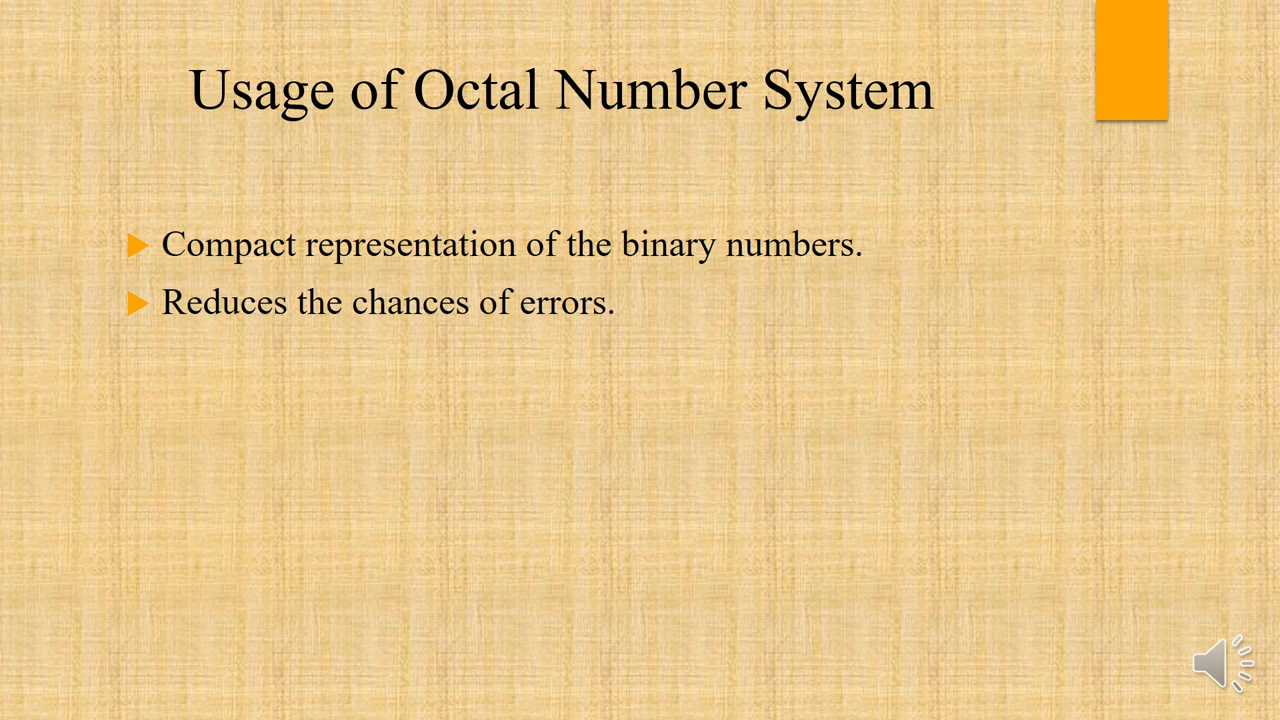 Usage of Octal Number System
Compact representation of the binary numbers.
Reduces the chances of errors.